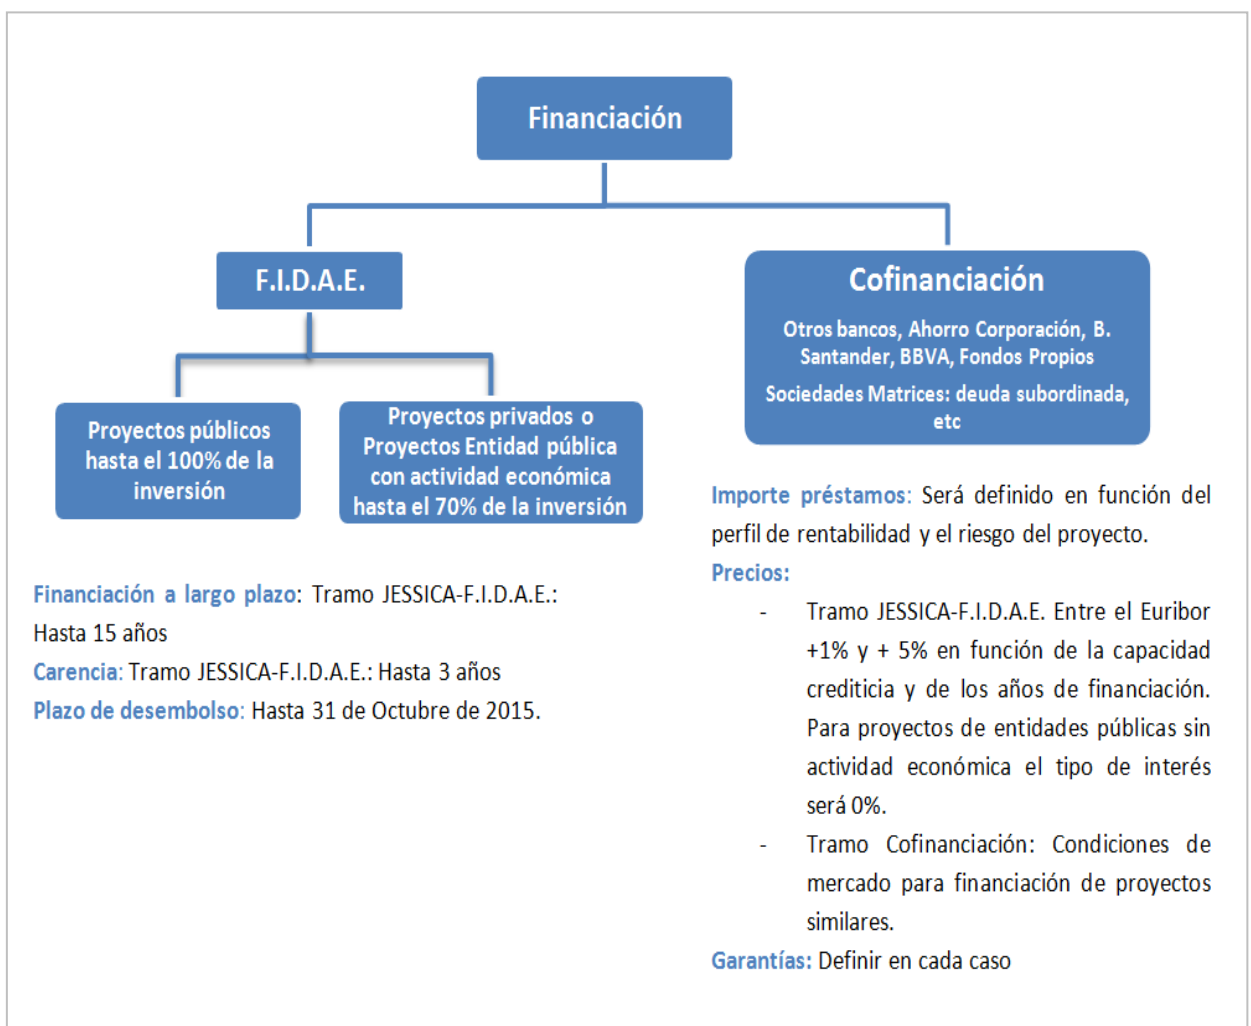 Financiación
F.I.D.A.E.
Proyectos públicos
hasta el 100% de la
inversión
Proyectos privados o
Proyectos Entidad pública
con actividad económica
hasta el 70% de la inversión
Cofinanciación
Otros bancos, Ahorro Corporación, B.
Santander, BBVA, Fondos Propios
Sociedades Matrices: deuda subordinada,
etc
Financiación a largo plazo: Tramo JESSICA-F.I.D.A.E.:
Hasta 15 años
Carencia: Tramo JESSICA-F.I.D.A.E.: Hasta 3 años
Plazo de desembolso: Hasta 31 de Octubre de 2015.
Importe préstamos: Será definido en función del
perfil de rentabilidad y el riesgo del proyecto.
Precios:
- Tramo JESSICA-F.I.D.A.E. Entre el Euribor
+1% y + 5% en función de la capacidad
crediticia y de los años de financiación.
Para proyectos de entidades públicas sin
actividad económica el tipo de interés
será 0%.
- Tramo Cofinanciación: Condiciones de
mercado para financiación de proyectos
similares.
Garantías: Definir en cada caso